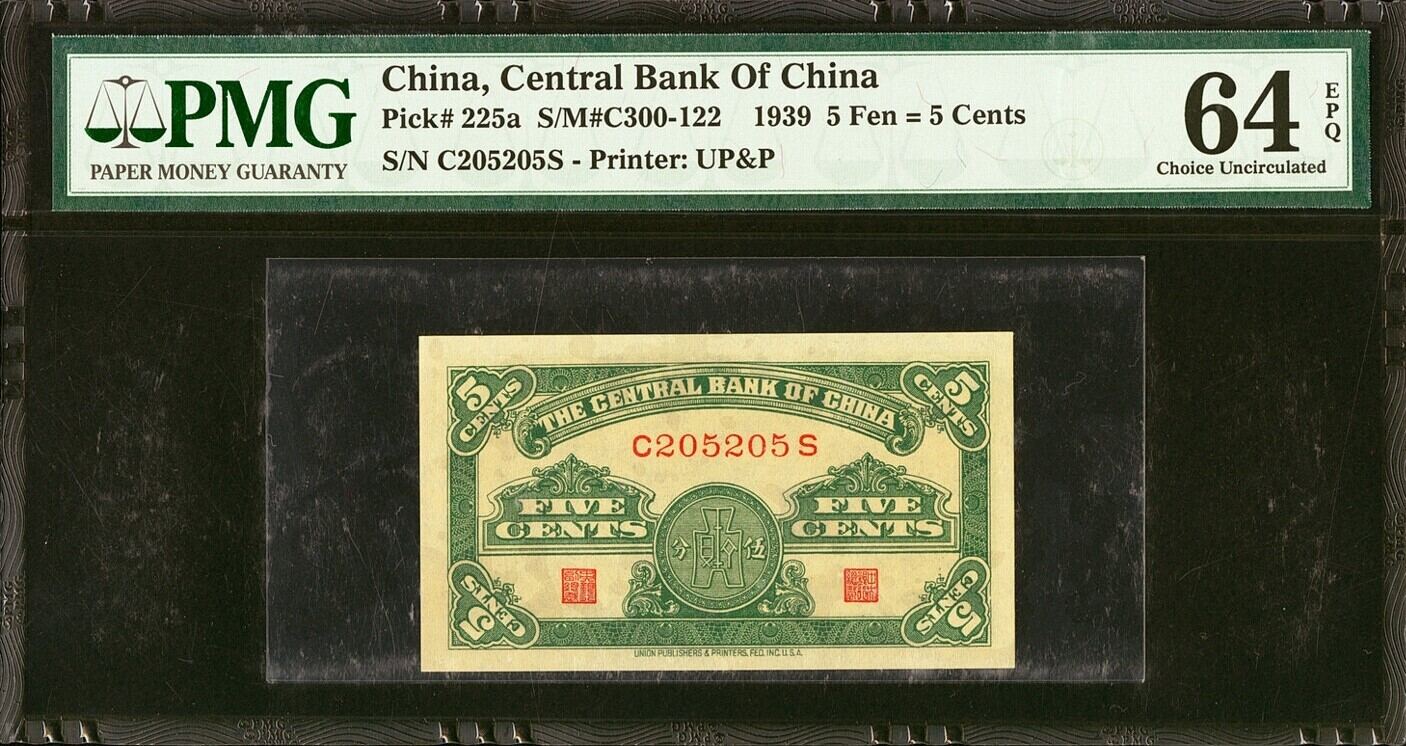 PMG
PAPER MONEY GUARANTY
China, Central Bank Of China
Pick# 225a S/M#C300-122 1939 5 Fen = 5 Cents
S/N C205205S - Printer: UP&P
64 EPQ
Choice Uncirculated
5 CENTS
THE CENTRAL BANK OF CHINA
5 CENTS
C205205 S
FIVE CENTS
FIVE CENTS
分 伍
5 CENTS
5 CENTS
UNION PUBLISHERS & PRINTERS, FED. INC. U.S.A.